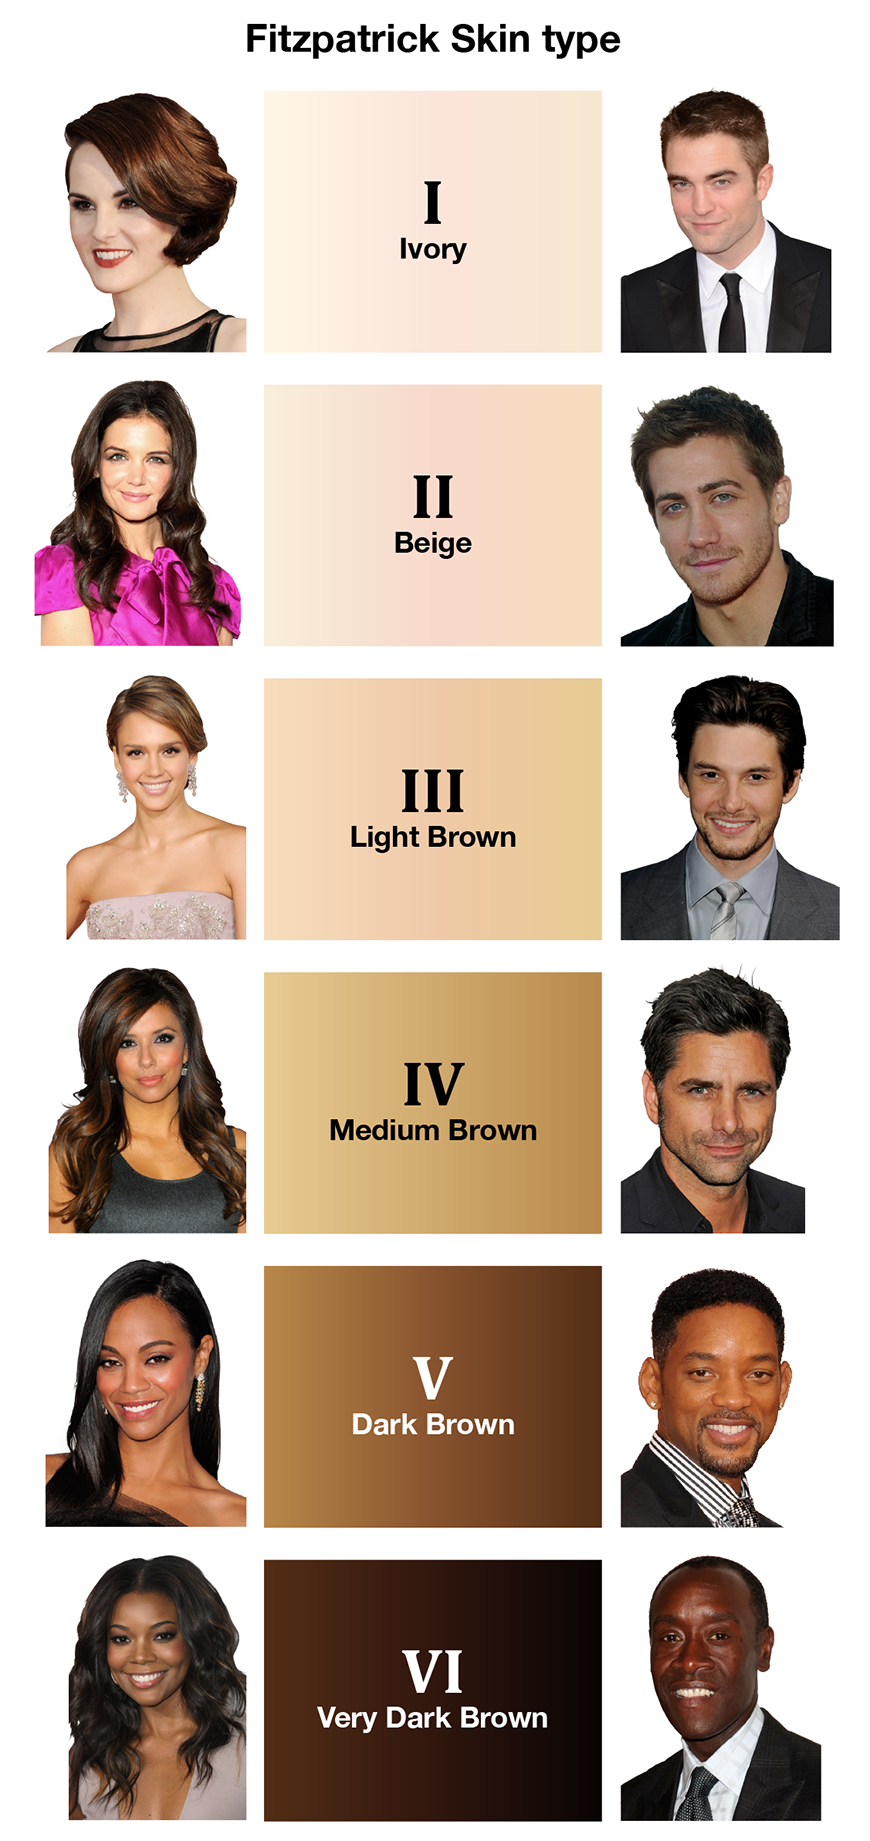 Fitzpatrick Skin type
I
Ivory
II
Beige
III
Light Brown
IV
Medium Brown
V
Dark Brown
VI
Very Dark Brown